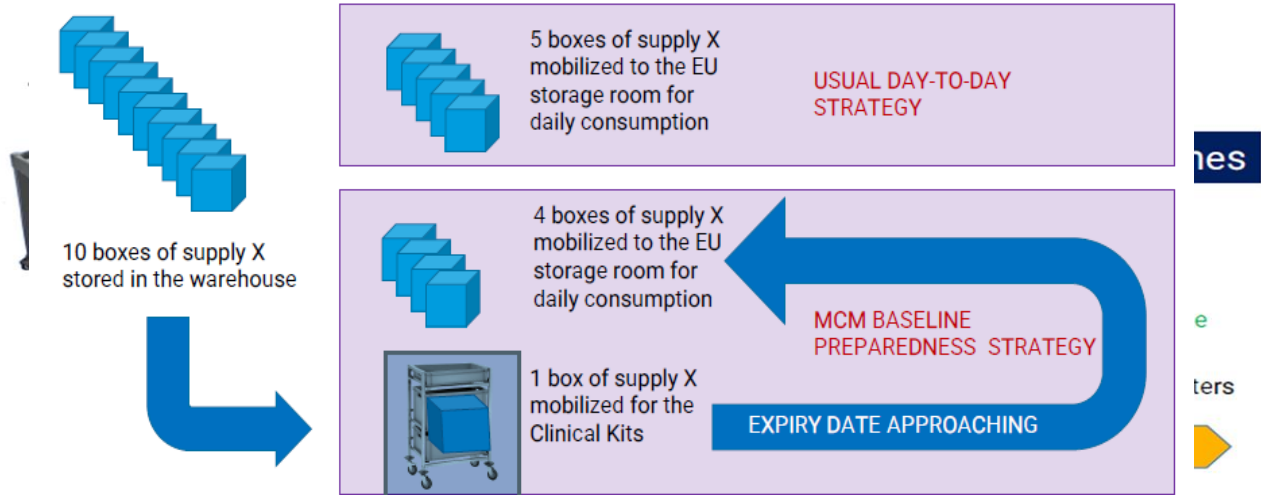 10 boxes of supply X
stored in the warehouse
5 boxes of supply X
mobilized to the EU
storage room for
daily consumption
USUAL DAY-TO-DAY
STRATEGY
4 boxes of supply X
mobilized to the EU
storage room for
daily consumption
MCM BASELINE
PREPAREDNESS STRATEGY
1 box of supply X
mobilized for the
Clinical Kits
EXPIRY DATE APPROACHING
nes
e
ters